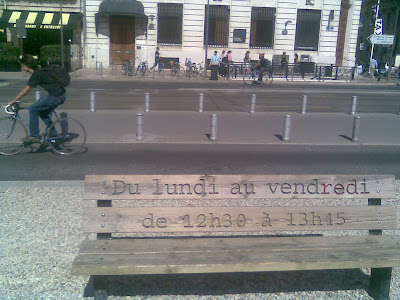 Du lundi au vendredi
de 12h30 à 13h45